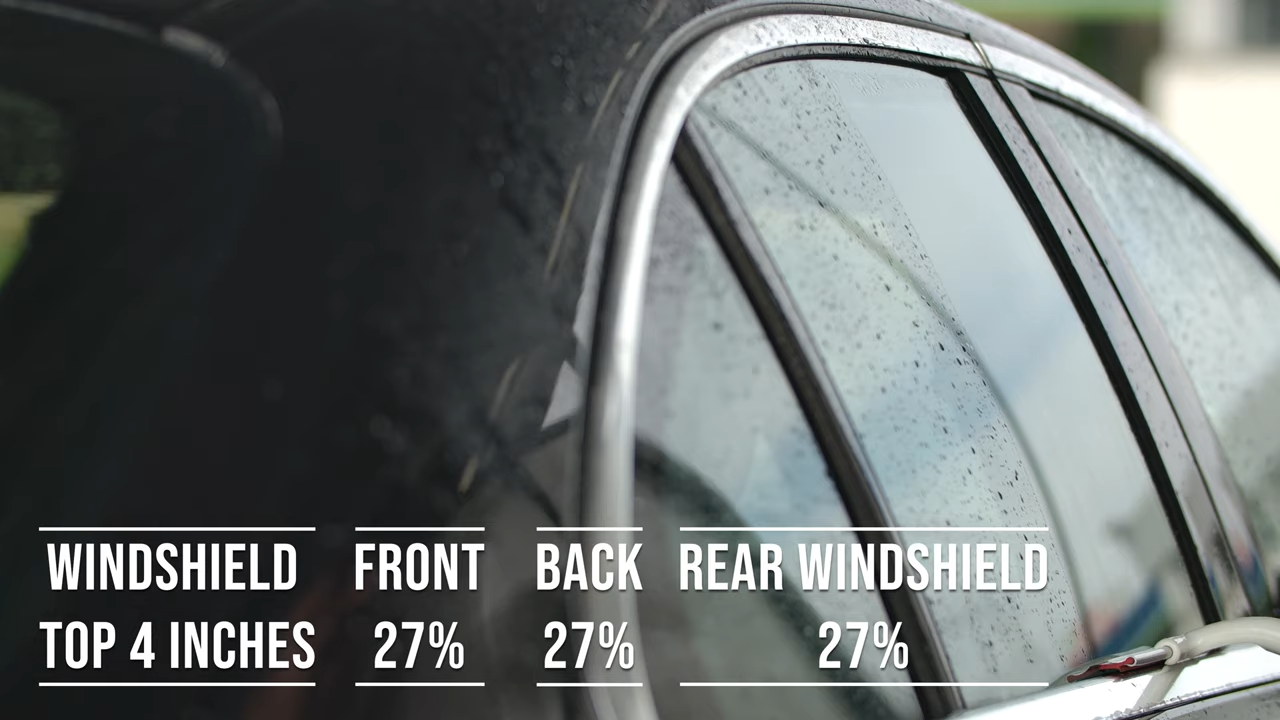 WINDSHIELD FRONT BACK REAR WINDSHIELD
TOP 4 INCHES 27% 27% 27%